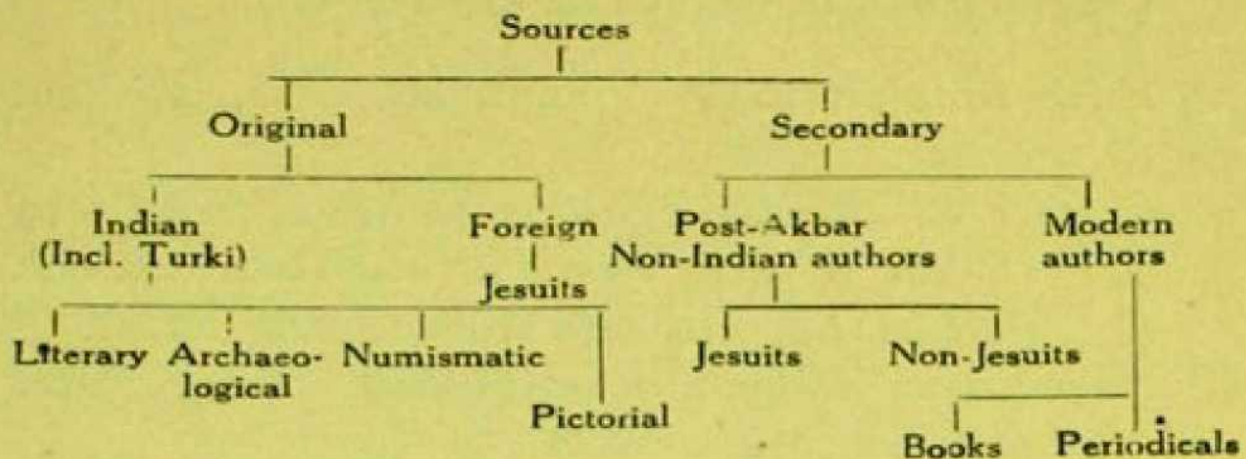 Sources
Original Secondary
Indian Foreign Post-Akbar Modern
(Incl. Turki) Non-Indian authors authors
Jesuits
Literary Archaeo- Numismatic Jesuits Non-Jesuits
logical
Pictorial
Books Periodicals